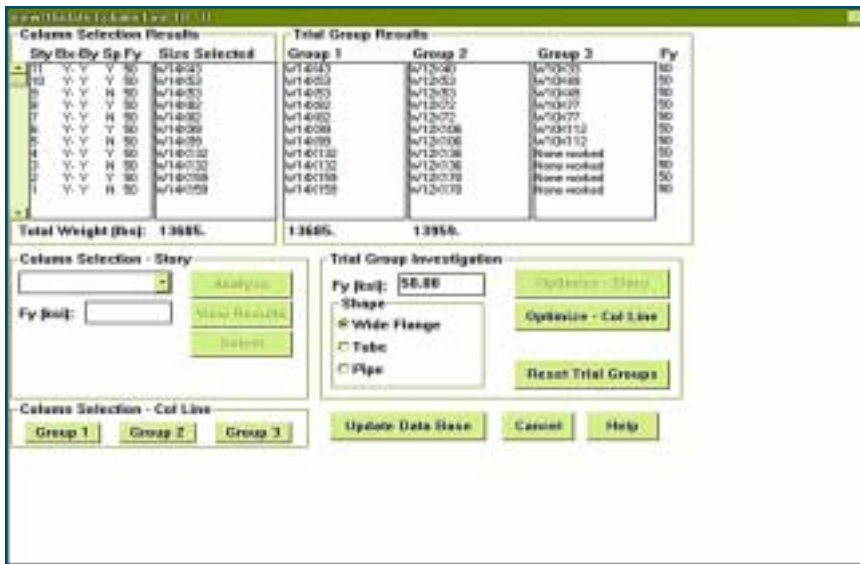 Column Selection Results
Trial Group Results
Sty Bx-By Sp Fy Size Selected
Group 1 Group 2 Group 3 Fy
11 Y- Y Y 50 W14X43 W14X43 W12X40 W10X33 50
10 Y- Y Y 50 W14X53 W14X53 W12X53 W10X49 50
9 Y- Y N 50 W14X53 W14X53 W12X53 W10X49 50
8 Y- Y Y 50 W14X82 W14X82 W12X72 W10X77 50
7 Y- Y N 50 W14X82 W14X82 W12X72 W10X77 50
6 Y- Y Y 50 W14X99 W14X99 W12X106 W10X112 50
5 Y- Y N 50 W14X99 W14X99 W12X106 W10X112 50
4 Y- Y Y 50 W14X132 W14X132 W12X136 None worked 50
3 Y- Y N 50 W14X132 W14X132 W12X136 None worked 50
2 Y- Y Y 50 W14X159 W14X159 W12X170 None worked 50
1 Y- Y N 50 W14X159 W14X159 W12X170 None worked 50
Total Weight (lbs): 13685. 13685. 13959.
Column Selection - Story
Analysis
Fy (ksi):
View Results
Select
Trial Group Investigation
Fy (ksi): 50.00
Optimize - Story
Shape
Wide Flange
Tube
Pipe
Optimize - Col Line
Reset Trial Groups
Column Selection - Col Line
Group 1 Group 2 Group 3
Update Data Base Cancel Help